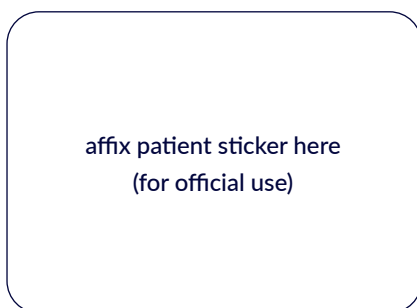 affix patient sticker here
(for official use)